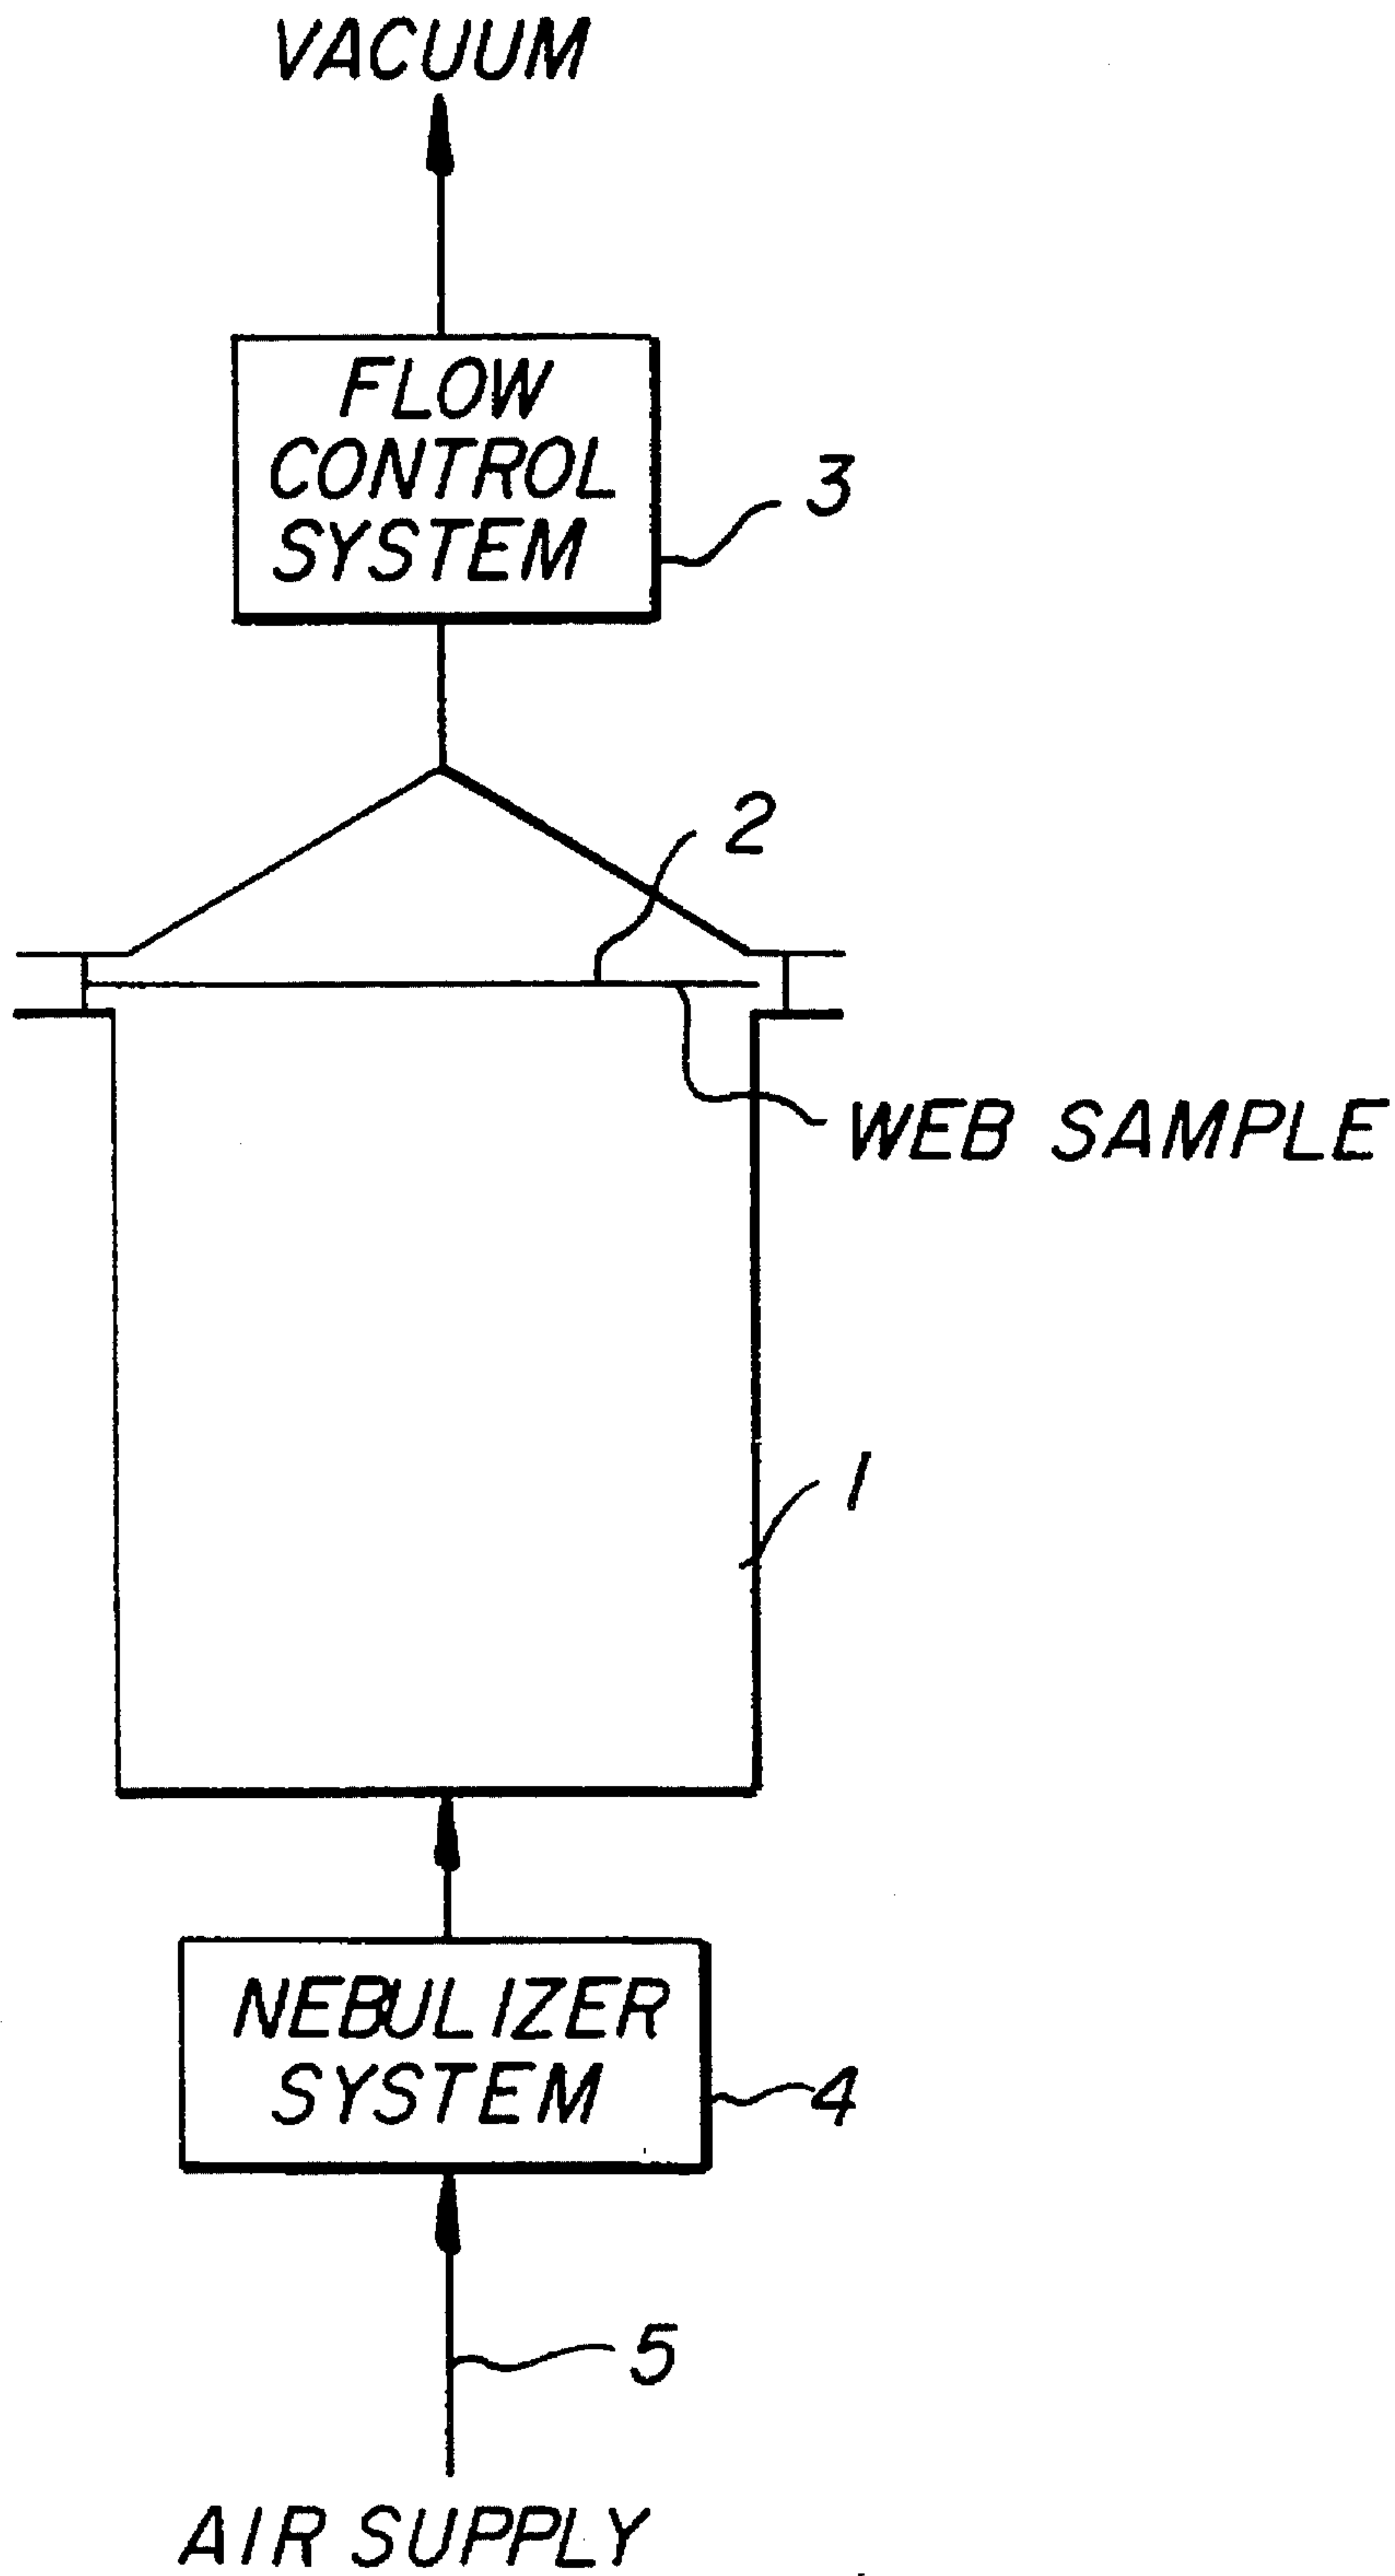 VACUUM
FLOW
CONTROL
SYSTEM
3
2
WEB SAMPLE
1
NEBULIZER
SYSTEM
4
5
AIR SUPPLY